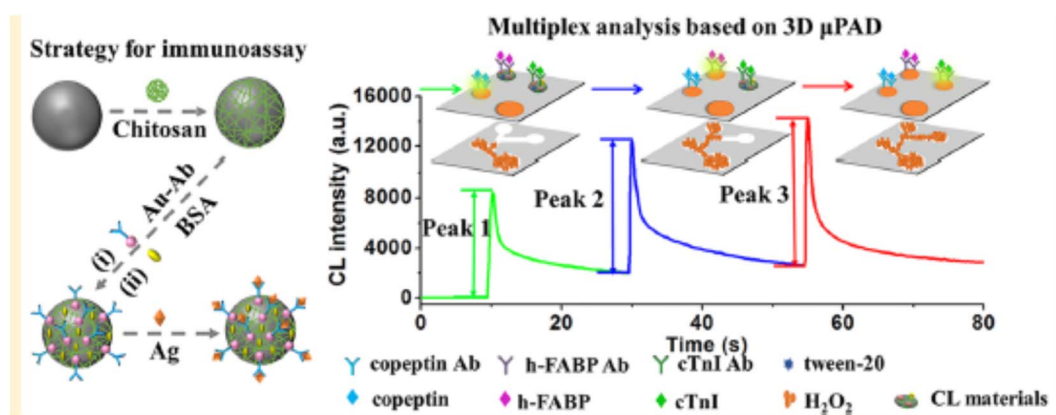 Strategy for immunoassay
Chitosan
Au-Ab
BSA
(i)
(ii)
Ag
Multiplex analysis based on 3D μPAD
CL intensity (a.u.)
16000
12000
8000
4000
0
Peak 1
Peak 2
Peak 3
0 20 40 60 80
Time (s)
copeptin Ab h-FABP Ab cTnI Ab tween-20
copeptin h-FABP cTnI H₂O₂ CL materials